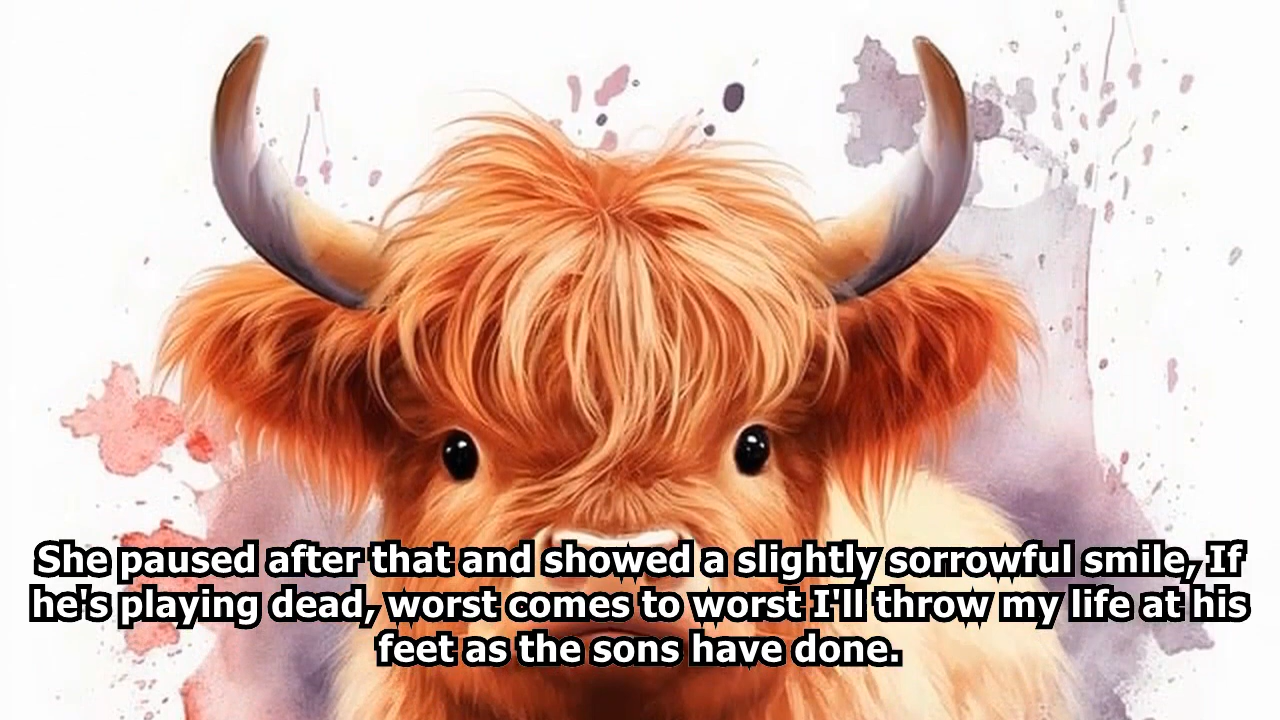 She paused after that and showed a slightly sorrowful smile, If
he's playing dead, worst comes to worst I'll throw my life at his
feet as the sons have done.